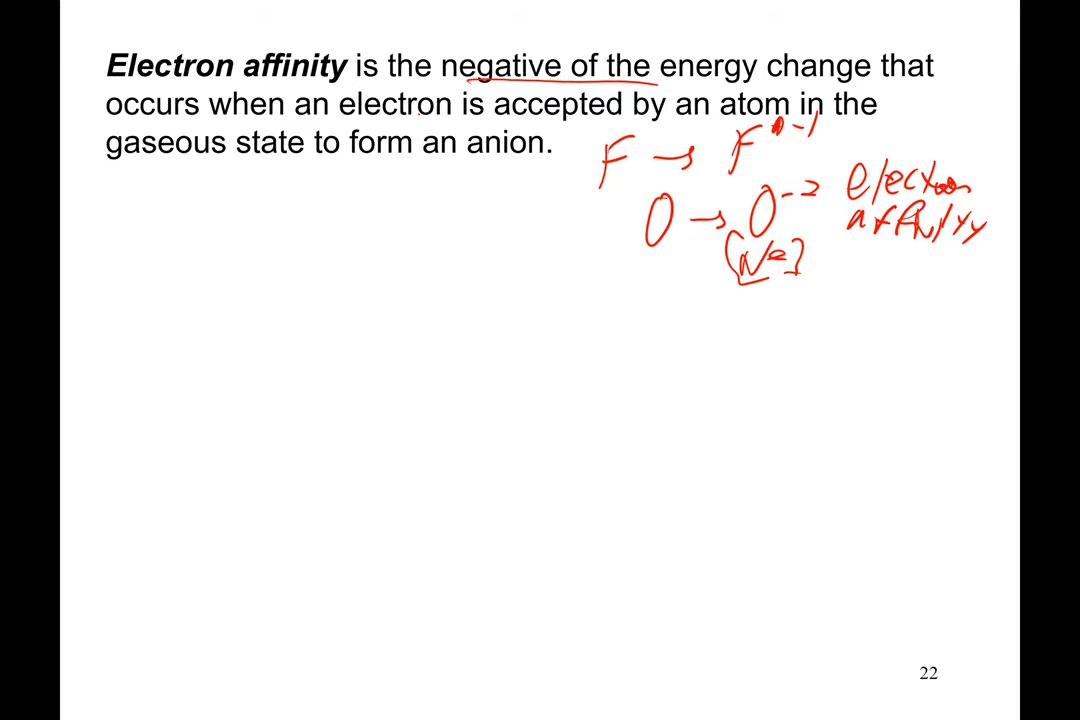 Electron affinity is the negative of the energy change that
occurs when an electron is accepted by an atom in the
gaseous state to form an anion.
F → F -1
O → O -2
[Ne]
electron
affinity
22